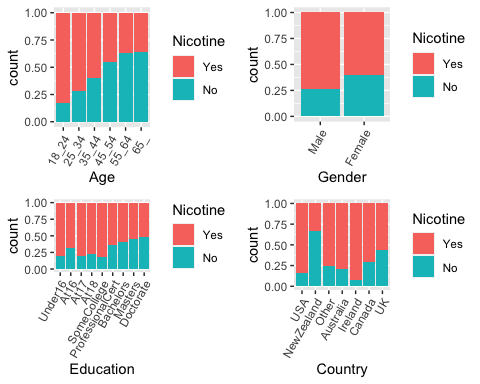 count
1.00
0.75
0.50
0.25
0.00
18_24
25_34
35_44
45_54
55_64
65_
Age
Nicotine
Yes
No
count
1.00
0.75
0.50
0.25
0.00
Male
Female
Gender
Nicotine
Yes
No
count
1.00
0.75
0.50
0.25
0.00
Under16
At16
At17
At18
SomeCollege
ProfessionalCert
Bachelors
Masters
Doctorate
Education
Nicotine
Yes
No
count
1.00
0.75
0.50
0.25
0.00
USA
NewZealand
Other
Australia
Ireland
Canada
UK
Country
Nicotine
Yes
No